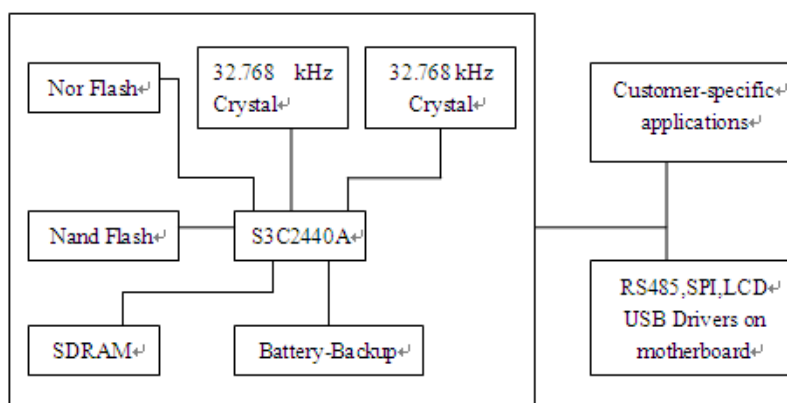 Nor Flash
32.768 kHz
Crystal
32.768 kHz
Crystal
Customer-specific
applications
Nand Flash
S3C2440A
SDRAM
Battery-Backup
RS485,SPI,LCD
USB Drivers on
motherboard